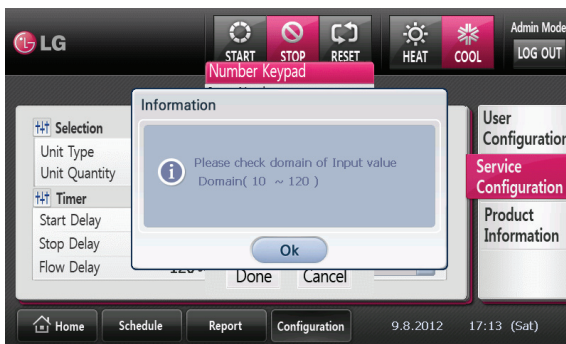 LG
START
STOP
RESET
HEAT
COOL
Admin Mode
LOG OUT
Number Keypad
Information
Please check domain of Input value
Domain( 10 ~ 120 )
Ok
Selection
Unit Type
Unit Quantity
Timer
Start Delay
Stop Delay
Flow Delay
Done
Cancel
User
Configuration
Service
Configuration
Product
Information
Home
Schedule
Report
Configuration
9.8.2012
17:13 (Sat)